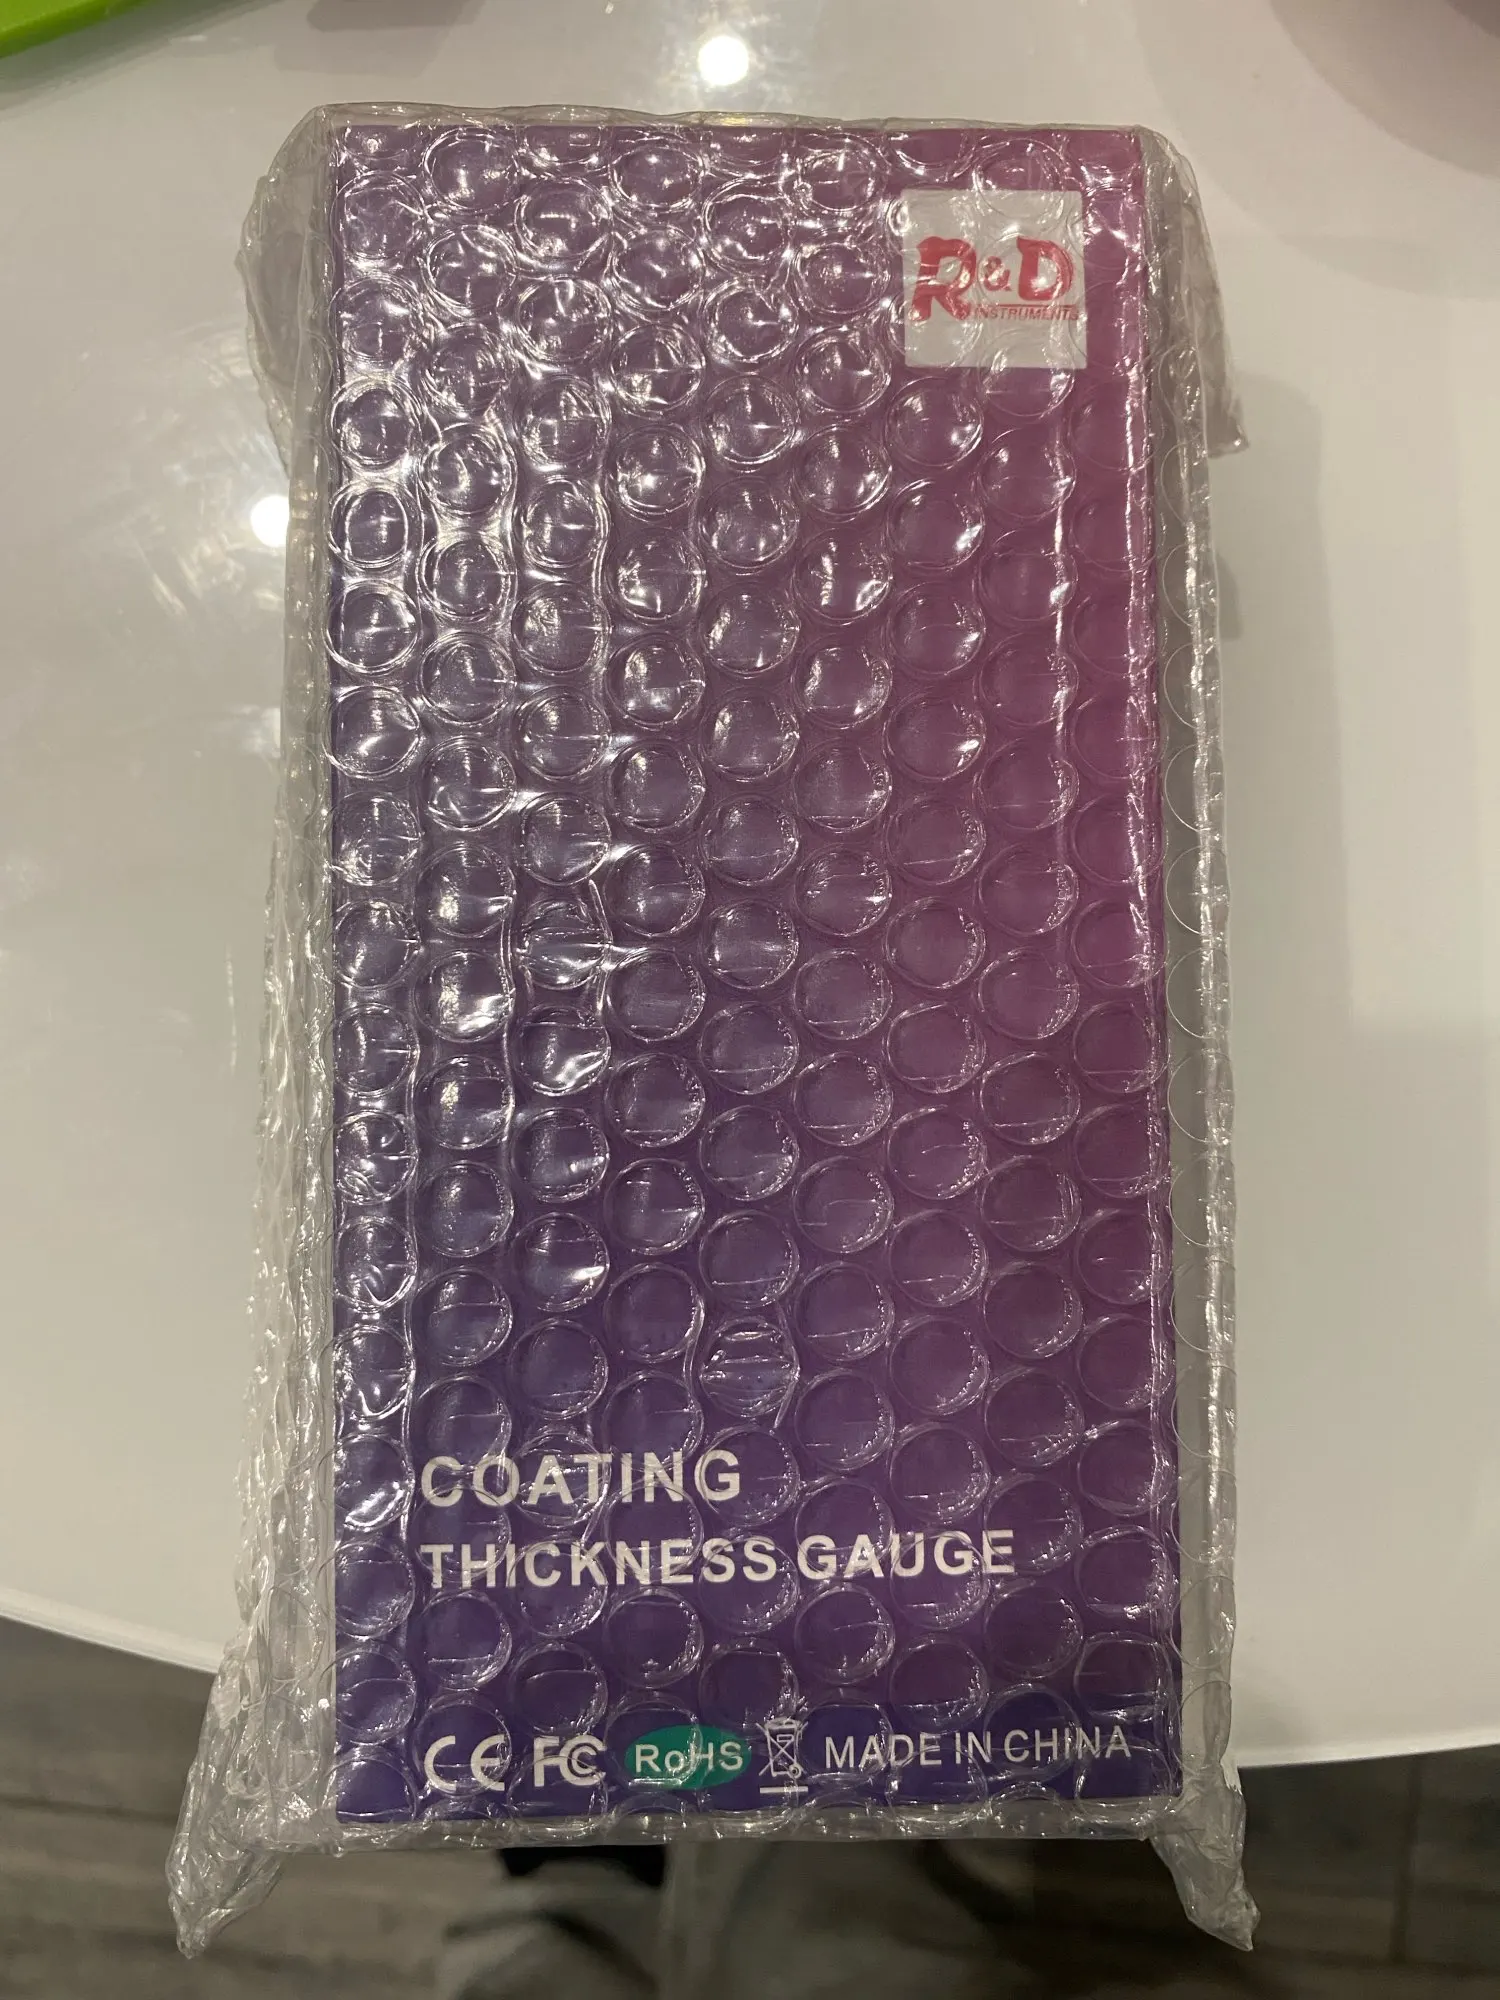 R&D
INSTRUMENTS
COATING
THICKNESS GAUGE
CE FC RoHS MADE IN CHINA